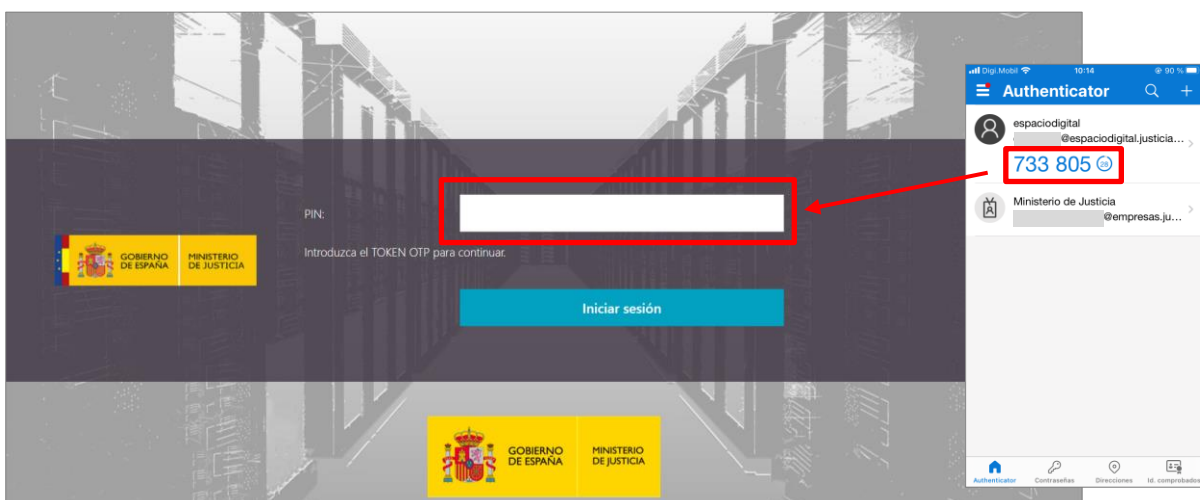 PIN:
Introduzca el TOKEN OTP para continuar.
Iniciar sesión
GOBIERNO
DE ESPAÑA
MINISTERIO
DE JUSTICIA
GOBIERNO
DE ESPAÑA
MINISTERIO
DE JUSTICIA
Digi.Mobil 10:14 90 %
Authenticator
espaciodigital
@espaciodigital.justicia...
733 805 28
Ministerio de Justicia
@empresas.ju...
Authenticator Contraseñas Direcciones Id. comprobados